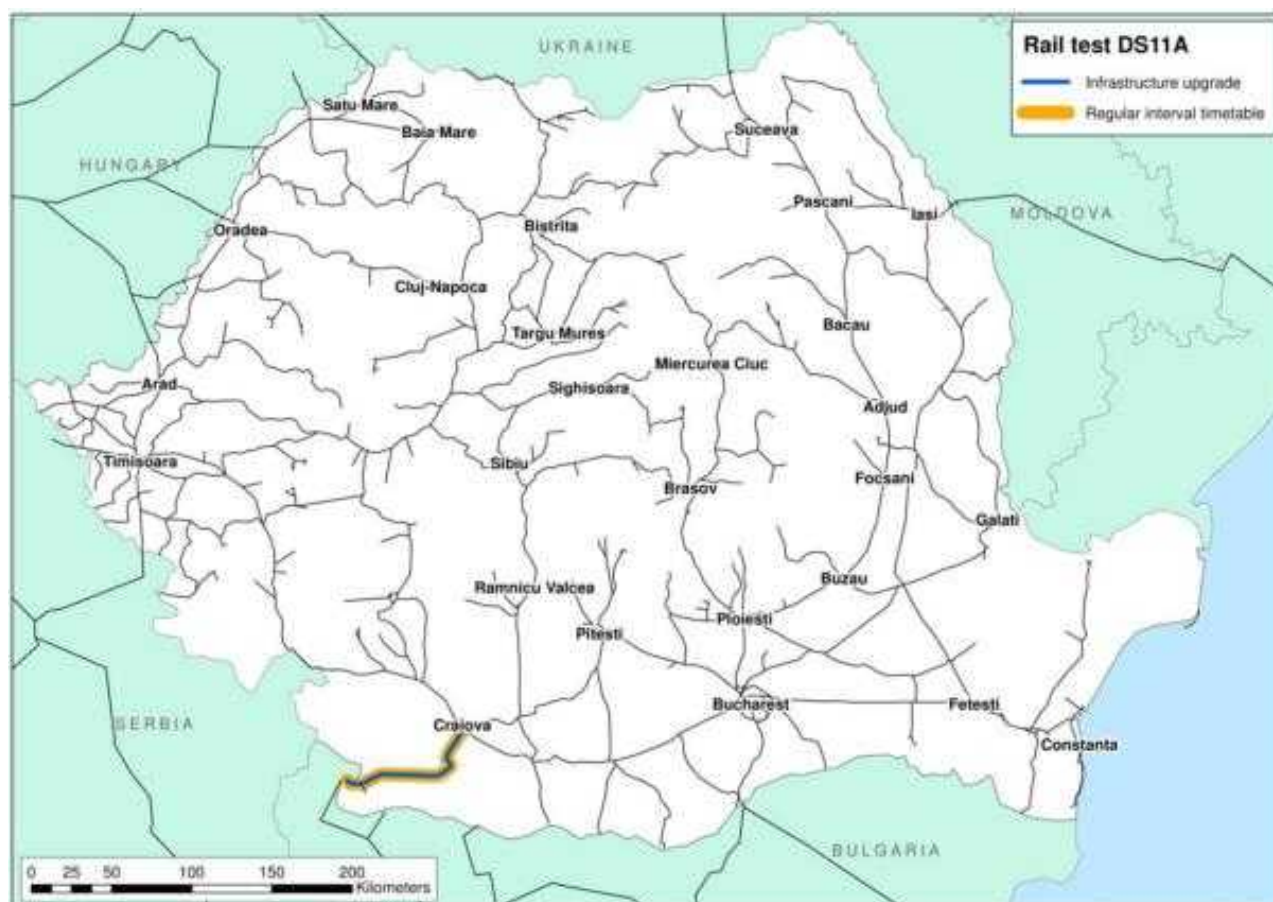 UKRAINE
Rail test DS11A
Infrastructure upgrade
Regular interval timetable
Satu Mare
Baia Mare
Suceava
HUNGARY
Pascani
Iasi
MOLDOVA
Oradea
Bistrita
Cluj-Napoca
Targu Mures
Bacau
Miercurea Ciuc
Arad
Sighisoara
Adjud
Timisoara
Sibiu
Brasov
Focsani
Galati
Ramnicu Valcea
Buzau
Pitesti
Ploiesti
SERBIA
Craiova
Bucharest
Fetesti
Constanta
BULGARIA
0 25 50 100 150 200
Kilometers